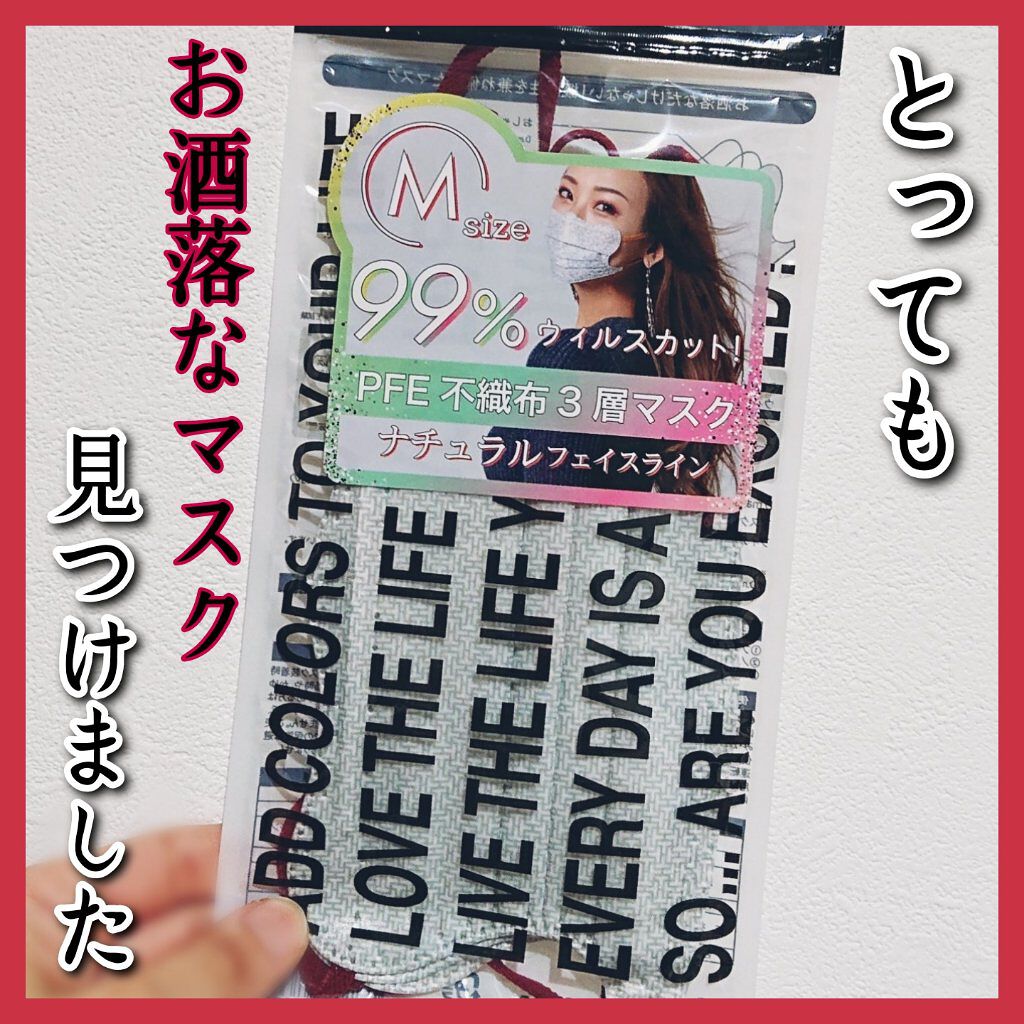 とっても
お洒落なマスク
見つけました
M size
99%ウィルスカット!
PFE 不織布3層マスク
ナチュラルフェイスライン
ADD COLORS TO YOUR LIFE
LOVE THE LIFE
LIVE THE LIFE Y
EVERY DAY IS A
SO... ARE YOU EXCITED?